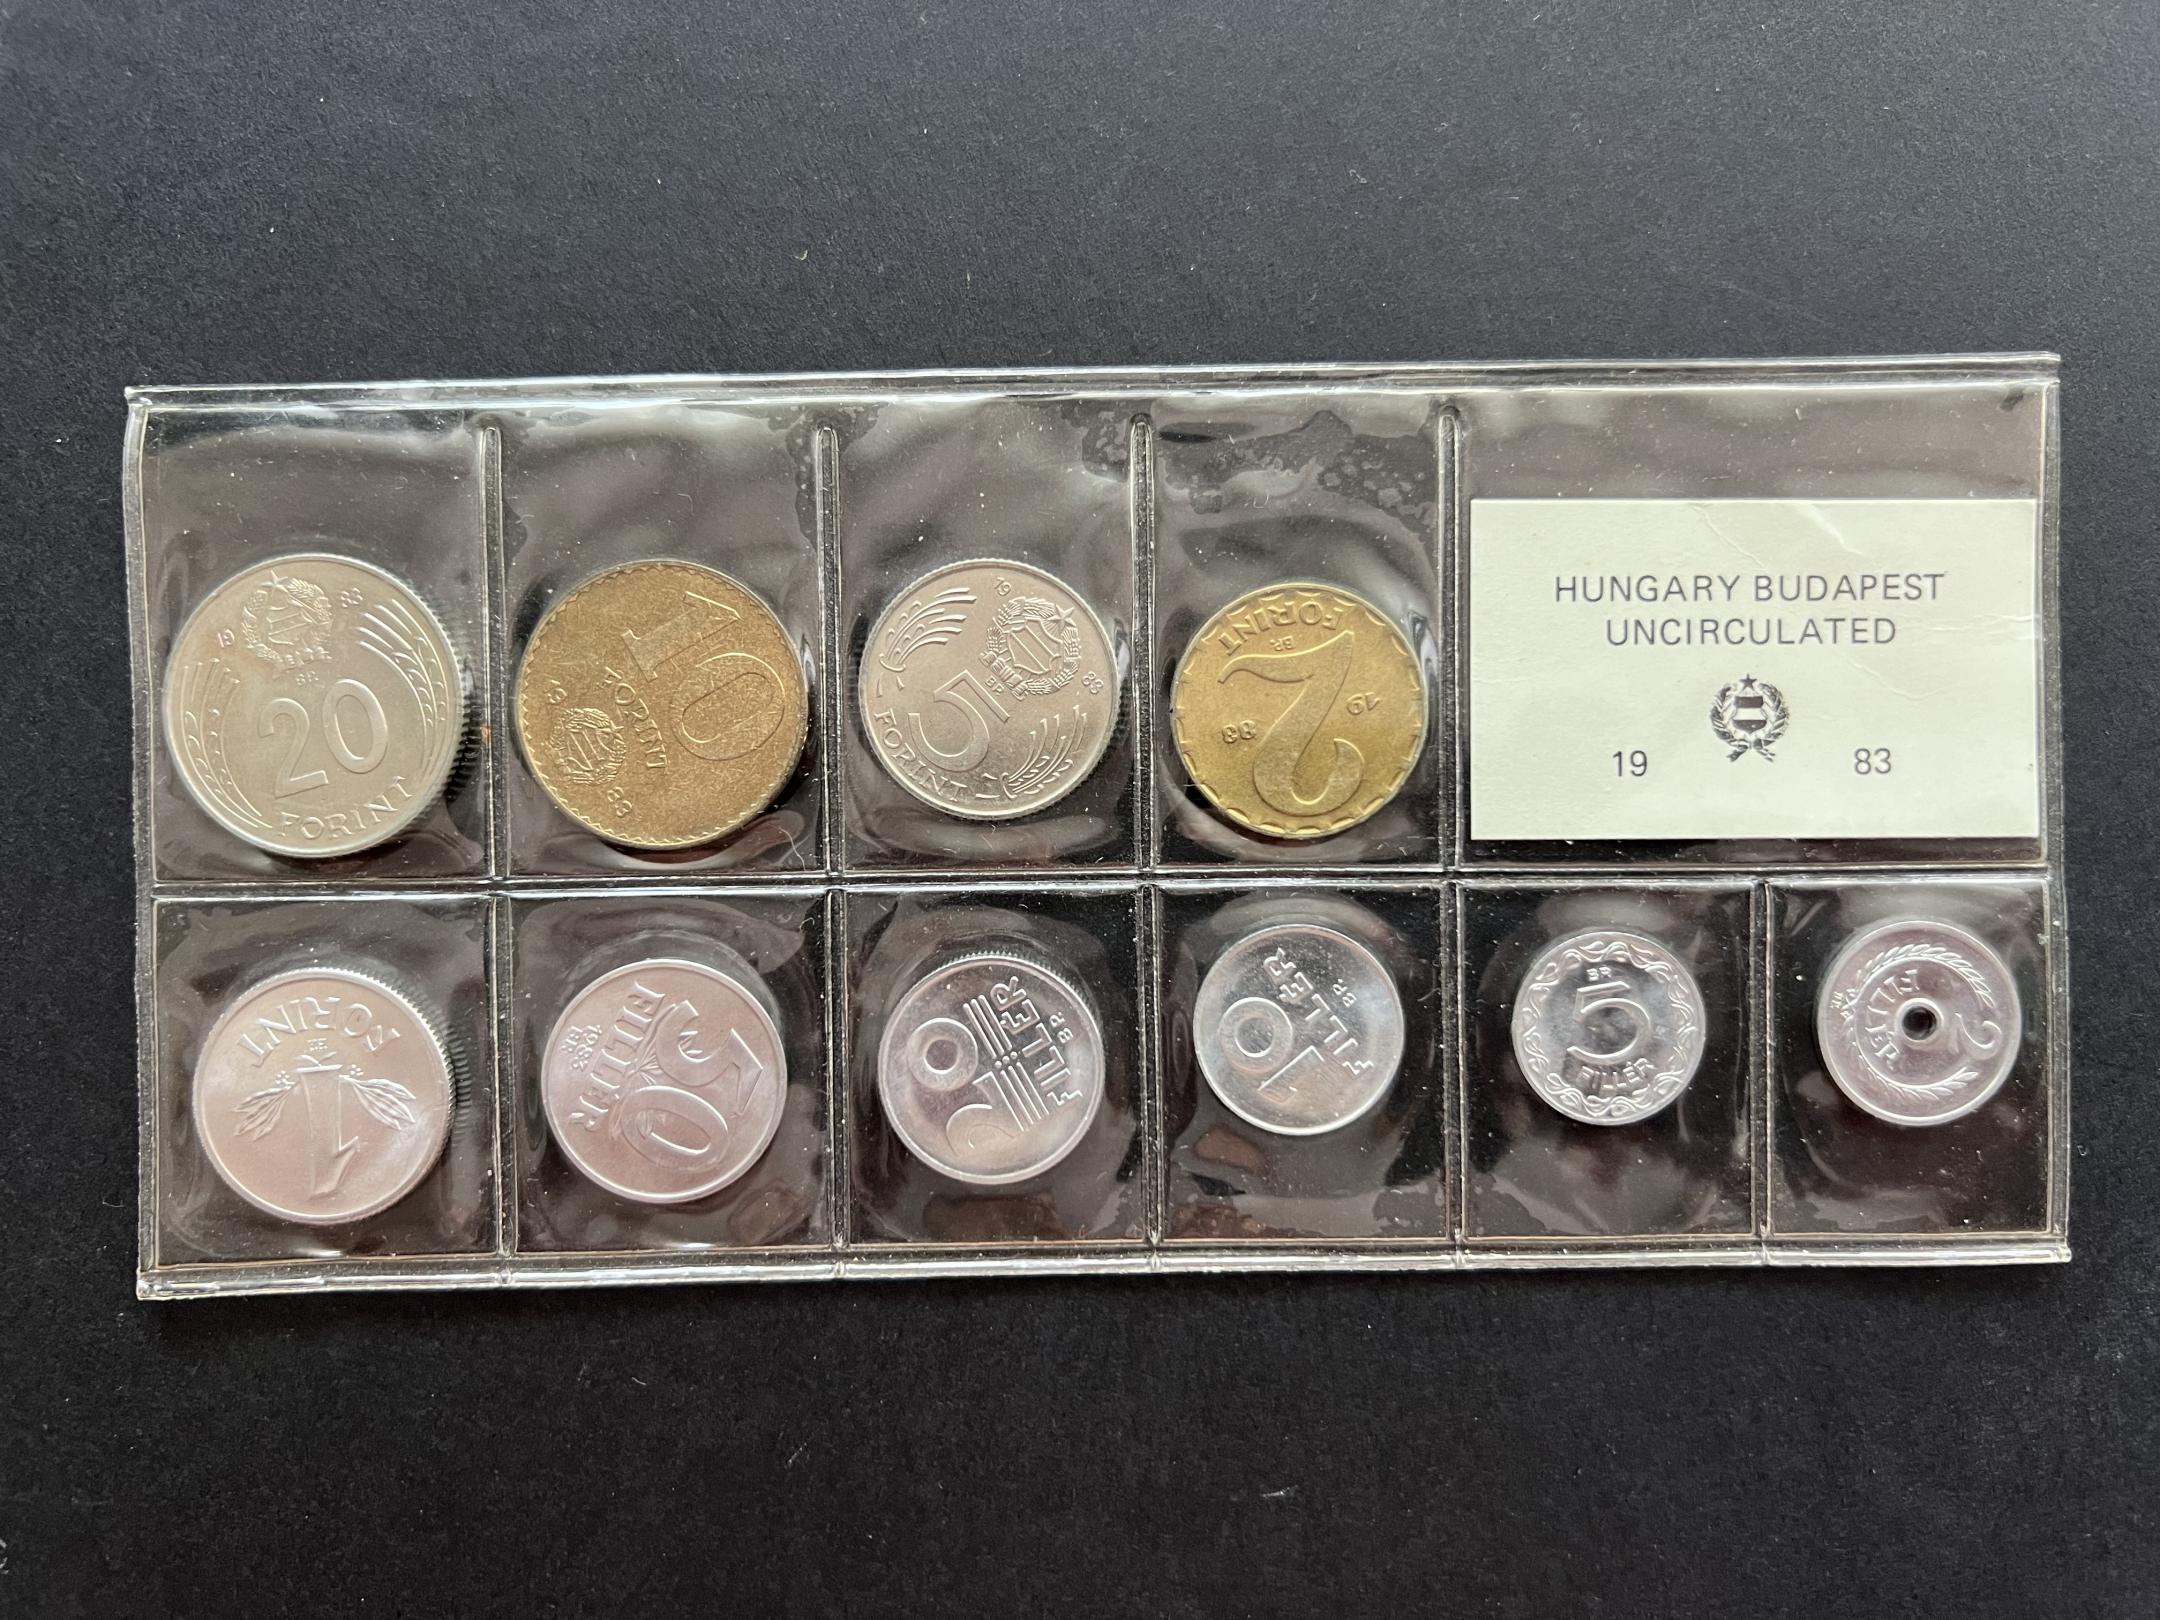 19 83
BP.
20
FORINT
10
FORINT
19 83
19 83
BP.
5
FORINT
2
FORINT
BP.
19 83
HUNGARY BUDAPEST
UNCIRCULATED
19 83
FORINT
1
50
FILLÉR
1983
BP.
20
FILLÉR
BP.
10
FILLÉR
BP.
BP.
5
FILLÉR
2
FILLÉR